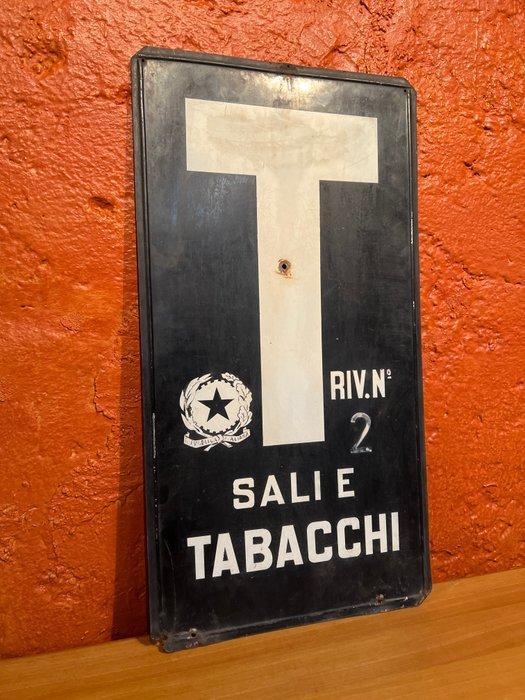 T
RIV.Nº
2
SALI E
TABACCHI